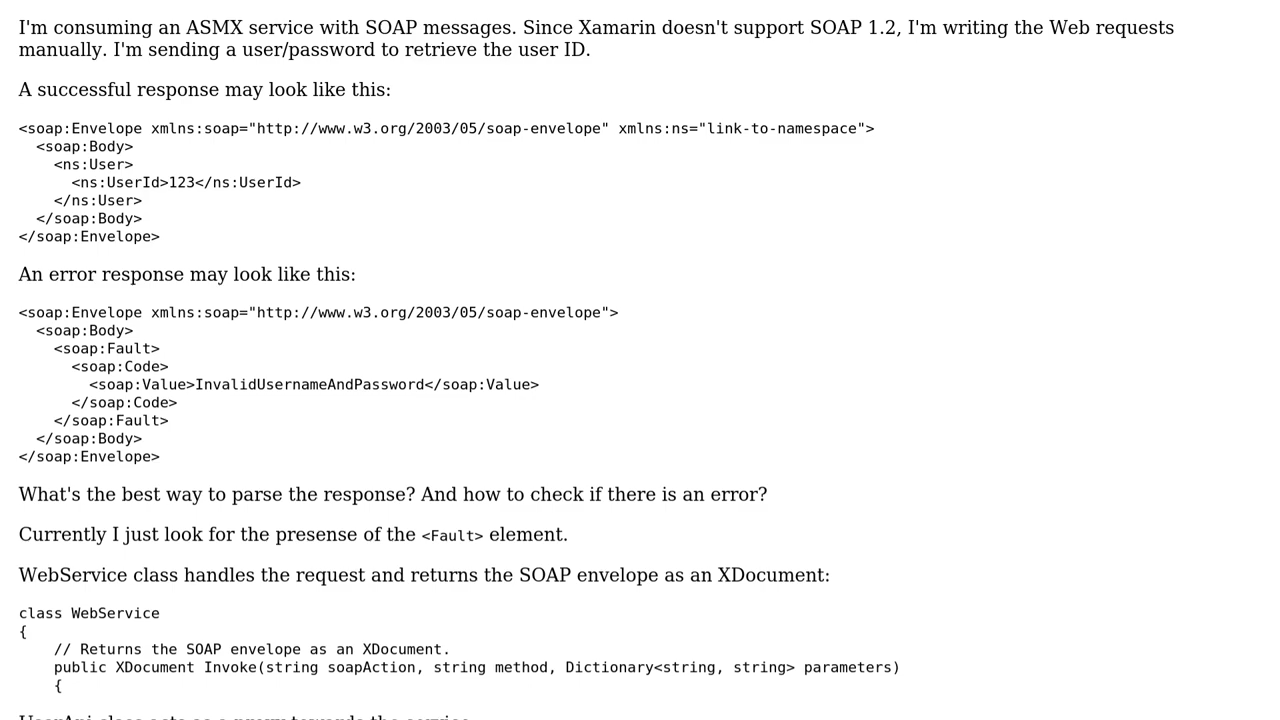 I'm consuming an ASMX service with SOAP messages. Since Xamarin doesn't support SOAP 1.2, I'm writing the Web requests
manually. I'm sending a user/password to retrieve the user ID.
A successful response may look like this:
<soap:Envelope xmlns:soap="http://www.w3.org/2003/05/soap-envelope" xmlns:ns="link-to-namespace">
  <soap:Body>
    <ns:User>
      <ns:UserId>123</ns:UserId>
    </ns:User>
  </soap:Body>
</soap:Envelope>
An error response may look like this:
<soap:Envelope xmlns:soap="http://www.w3.org/2003/05/soap-envelope">
  <soap:Body>
    <soap:Fault>
      <soap:Code>
        <soap:Value>InvalidUsernameAndPassword</soap:Value>
      </soap:Code>
    </soap:Fault>
  </soap:Body>
</soap:Envelope>
What's the best way to parse the response? And how to check if there is an error?
Currently I just look for the presense of the <Fault> element.
WebService class handles the request and returns the SOAP envelope as an XDocument:
class WebService
{
    // Returns the SOAP envelope as an XDocument.
    public XDocument Invoke(string soapAction, string method, Dictionary<string, string> parameters)
    {
UserApi class acts as a proxy towards the service